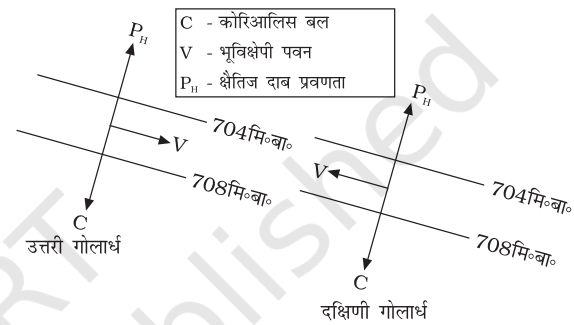 C - कोरिआलिस बल
V - भूविक्षेपी पवन
P_H - क्षैतिज दाब प्रवणता
P_H
704मि॰बा॰
V
708मि॰बा॰
C
उत्तरी गोलार्ध
P_H
V
704मि॰बा॰
708मि॰बा॰
C
दक्षिणी गोलार्ध